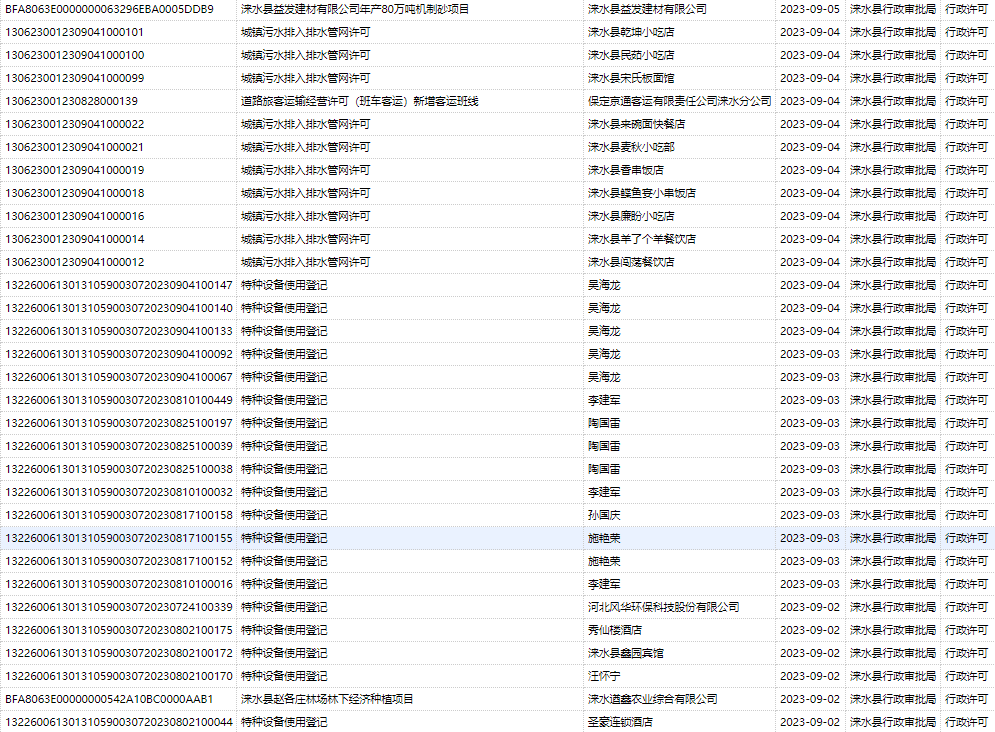 BFA8063E0000000063296EBA0005DDB9 涞水县益发建材有限公司年产80万吨机制砂项目 涞水县益发建材有限公司 2023-09-05 涞水县行政审批局 行政许可
130623001230904​1000101 城镇污水排入排水管网许可 涞水县乾坤小吃店 2023-09-04 涞水县行政审批局 行政许可
1306230012309041000100 城镇污水排入排水管网许可 涞水县民茹小吃店 2023-09-04 涞水县行政审批局 行政许可
1306230012309041000099 城镇污水排入排水管网许可 涞水县宋氏板面馆 2023-09-04 涞水县行政审批局 行政许可
13062300123​0828000139 道路旅客运输经营许可（班车客运）新增客运班线 保定京通客运有限责任公司涞水分公司 2023-09-04 涞水县行政审批局 行政许可
1306230012309041000022 城镇污水排入排水管网许可 涞水县来碗面快餐店 2023-09-04 涞水县行政审批局 行政许可
1306230012309041000021 城镇污水排入排水管网许可 涞水县麦秋小吃部 2023-09-04 涞水县行政审批局 行政许可
1306230012309041000019 城镇污水排入排水管网许可 涞水县香串饭店 2023-09-04 涞水县行政审批局 行政许可
1306230012309041000018 城镇污水排入排水管网许可 涞水县鲽鱼宴小串饭店 2023-09-04 涞水县行政审批局 行政许可
1306230012309041000016 城镇污水排入排水管网许可 涞水县廉盼小吃店 2023-09-04 涞水县行政审批局 行政许可
1306230012309041000014 城镇污水排入排水管网许可 涞水县羊了个羊餐饮店 2023-09-04 涞水县行政审批局 行政许可
1306230012309041000012 城镇污水排入排水管网许可 涞水县闯荡餐饮店 2023-09-04 涞水县行政审批局 行政许可
13226006130131059003072023​0904100147 特种设备使用登记 吴海龙 2023-09-04 涞水县行政审批局 行政许可
132260061301310590030720230904100140 特种设备使用登记 吴海龙 2023-09-04 涞水县行政审批局 行政许可
132260061301310590030720230904100133 特种设备使用登记 吴海龙 2023-09-04 涞水县行政审批局 行政许可
132260061301310590030720230904100092 特种设备使用登记 吴海龙 2023-09-03 涞水县行政审批局 行政许可
132260061301310590030720230904100067 特种设备使用登记 吴海龙 2023-09-03 涞水县行政审批局 行政许可
132260061301310590030720230810100449 特种设备使用登记 李建军 2023-09-03 涞水县行政审批局 行政许可
132260061301310590030720230825100197 特种设备使用登记 陶国雷 2023-09-03 涞水县行政审批局 行政许可
132260061301310590030720230825100039 特种设备使用登记 陶国雷 2023-09-03 涞水县行政审批局 行政许可
132260061301310590030720230825100038 特种设备使用登记 陶国雷 2023-09-03 涞水县行政审批局 行政许可
132260061301310590030720230810100032 特种设备使用登记 李建军 2023-09-03 涞水县行政审批局 行政许可
132260061301310590030720230817100158 特种设备使用登记 孙国庆 2023-09-03 涞水县行政审批局 行政许可
132260061301310590030720230817100155 特种设备使用登记 施艳荣 2023-09-03 涞水县行政审批局 行政许可
132260061301310590030720230817100152 特种设备使用登记 施艳荣 2023-09-03 涞水县行政审批局 行政许可
132260061301310590030720230810100016 特种设备使用登记 李建军 2023-09-03 涞水县行政审批局 行政许可
132260061301310590030720230724100339 特种设备使用登记 河北风华环保科技股份有限公司 2023-09-02 涞水县行政审批局 行政许可
132260061301310590030720230802100175 特种设备使用登记 秀仙楼酒店 2023-09-02 涞水县行政审批局 行政许可
132260061301310590030720230802100172 特种设备使用登记 涞水县鑫园宾馆 2023-09-02 涞水县行政审批局 行政许可
132260061301310590030720230802100170 特种设备使用登记 汪怀宁 2023-09-02 涞水县行政审批局 行政许可
BFA8063E00000000542A10BC0000AAB1 涞水县赵各庄林场林下经济种植项目 涞水遒鑫农业综合有限公司 2023-09-02 涞水县行政审批局 行政许可
132260061301310590030720230802100044 特种设备使用登记 圣豪连锁酒店 2023-09-02 涞水县行政审批局 行政许可